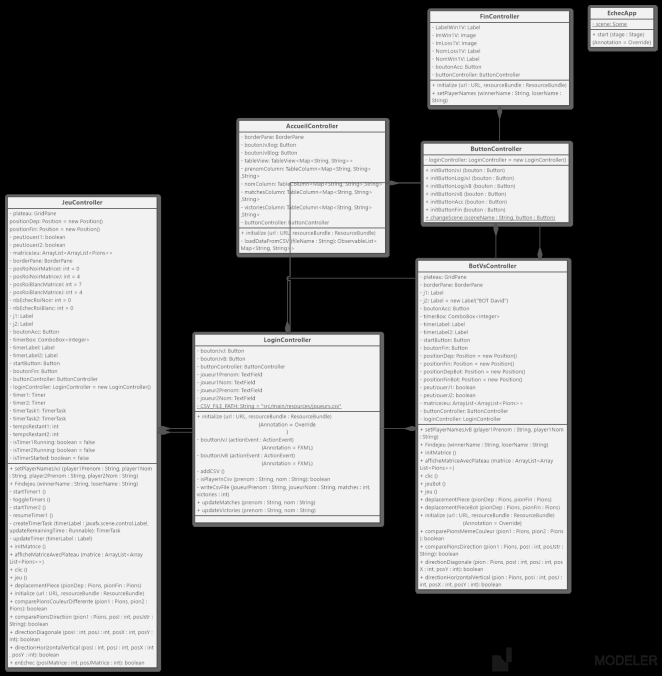 FinController
- LabelWin1V: Label
- ImWin1V: Image
- ImLoss1V: Image
- NomLoss1V: Label
- NomWin1V: Label
- boutonAcc: Button
- buttonController: ButtonController
+ initialize (url : URL, resourceBundle : ResourceBundle)
+ setPlayerNames (winnerName : String, loserName :
String)
EchecApp
- scene: Scene
+ start (stage : Stage)
(Annotation = Override)
AccueilController
- borderPane: BorderPane
- boutonJvJlog: Button
- boutonJvBlog: Button
- tableView: TableView<Map<String, String>>
- prenomColumn: TableColumn<Map<String, String>
,String>
- nomColumn: TableColumn<Map<String, String>,String>
- matchesColumn: TableColumn<Map<String, String>
,String>
- victoriesColumn: TableColumn<Map<String, String>
,String>
- buttonController: ButtonController
+ initialize (url : URL, resourceBundle : ResourceBundle)
- loadDataFromCSV (fileName : String): ObservableList<
Map<String, String>>
ButtonController
- loginController: LoginController = new LoginController()
+ initButtonJvJ (bouton : Button)
+ initButtonLogJvJ (bouton : Button)
+ initButtonLogJvB (bouton : Button)
+ initButtonJvB (bouton : Button)
+ initButtonAcc (bouton : Button)
+ initButtonFin (bouton : Button)
+ changeScene (sceneName : String, button : Button)
JeuController
- plateau: GridPane
positionDep: Position = new Position()
positionFin: Position = new Position()
- peutJouer1: boolean
- peutJouer2: boolean
- matriceJeu: ArrayList<ArrayList<Pions>>
- borderPane: BorderPane
- posRoiNoirMatriceI: int = 0
- posRoiNoirMatriceJ: int = 4
- posRoiBlancMatriceI: int = 7
- posRoiBlancMatriceJ: int = 4
- nbEchecRoiNoir: int = 0
- nbEchecRoiBlanc: int = 0
- j1: Label
- j2: Label
- boutonAcc: Button
- timerBox: ComboBox<Integer>
- timerLabel: Label
- timerLabel2: Label
- startButton: Button
- boutonFin: Button
- buttonController: ButtonController
- loginController: LoginController = new LoginController()
- timer1: Timer
- timer2: Timer
- timerTask1: TimerTask
- timerTask2: TimerTask
- tempsRestant1: int
- tempsRestant2: int
- isTimer1Running: boolean = false
- isTimer2Running: boolean = false
- isTimerStarted: boolean = false
+ setPlayerNamesJvJ (player1Prenom : String, player1Nom
: String, player2Prenom : String, player2Nom : String)
+ FindeJeu (winnerName : String, loserName : String)
- startTimer1 ()
- toggleTimers ()
- startTimer2 ()
- resumeTimer1 ()
- createTimerTask (timerLabel : javafx.scene.control.Label,
updateRemainingTime : Runnable): TimerTask
- updateTimer (timerLabel : Label)
+ initMatrice ()
+ afficheMatriceAvecPlateau (matrice : ArrayList<Array
List<Pions>>)
+ clic ()
+ jeu ()
+ deplacementPiece (pionDep : Pions, pionFin : Pions)
+ initialize (url : URL, resourceBundle : ResourceBundle)
+ comparePionsCouleurDifferente (pion1 : Pions, pion2 :
Pions): boolean
+ comparePionsDirection (pion1 : Pions, posI : int, posJStr :
String): boolean
+ directionDiagonale (posI : int, posJ : int, posX : int, posY :
int): boolean
+ directionHorizontalVertical (posI : int, posJ : int, posX : int
, posY : int): boolean
+ enEchec (posIMatrice : int, posJMatrice : int): boolean
LoginController
- boutonJvJ: Button
- boutonJvB: Button
- buttonController: ButtonController
- joueur1Prenom: TextField
- joueur1Nom: TextField
- joueur2Prenom: TextField
- joueur2Nom: TextField
- CSV_FILE_PATH: String = "src/main/resources/joueurs.csv"
+ initialize (url : URL, resourceBundle : ResourceBundle)
(Annotation = Override
)
- boutonJvJ (actionEvent : ActionEvent)
(Annotation = FXML)
- boutonJvB (actionEvent : ActionEvent)
(Annotation = FXML)
- addCSV ()
- isPlayerInCsv (prenom : String, nom : String): boolean
- writeCsvFile (joueurPrenom : String, joueurNom : String, matches : int,
victoires : int)
+ updateMatches (prenom : String, nom : String)
+ updateVictories (prenom : String, nom : String)
BotVsController
- plateau: GridPane
- borderPane: BorderPane
- j1: Label
- j2: Label = new Label("BOT David")
- boutonAcc: Button
- timerBox: ComboBox<Integer>
- timerLabel: Label
- timerLabel2: Label
- startButton: Button
- boutonFin: Button
- positionDep: Position = new Position()
- positionFin: Position = new Position()
- positionDepBot: Position = new Position()
- positionFinBot: Position = new Position()
- peutJouer1: boolean
- peutJouer2: boolean
- matriceJeu: ArrayList<ArrayList<Pions>>
- buttonController: ButtonController
- loginController: LoginController
+ setPlayerNamesJvB (player1Prenom : String, player1Nom
: String)
+ FindeJeu (winnerName : String, loserName : String)
+ initMatrice ()
+ afficheMatriceAvecPlateau (matrice : ArrayList<Array
List<Pions>>)
+ clic ()
+ jeuBot ()
+ jeu ()
+ deplacementPiece (pionDep : Pions, pionFin : Pions)
+ deplacementPieceBot (pionDep : Pions, pionFin : Pions)
+ initialize (url : URL, resourceBundle : ResourceBundle)
(Annotation = Override)
+ comparePionsMemeCouleur (pion1 : Pions, pion2 : Pions)
: boolean
+ comparePionsDirection (pion : Pions, posI : int, posJStr :
String): boolean
+ directionDiagonale (pion : Pions, posI : int, posJ : int, pos
X : int, posY : int): boolean
+ directionHorizontalVertical (pion : Pions, posI : int, posJ :
int, posX : int, posY : int): boolean
MODELER